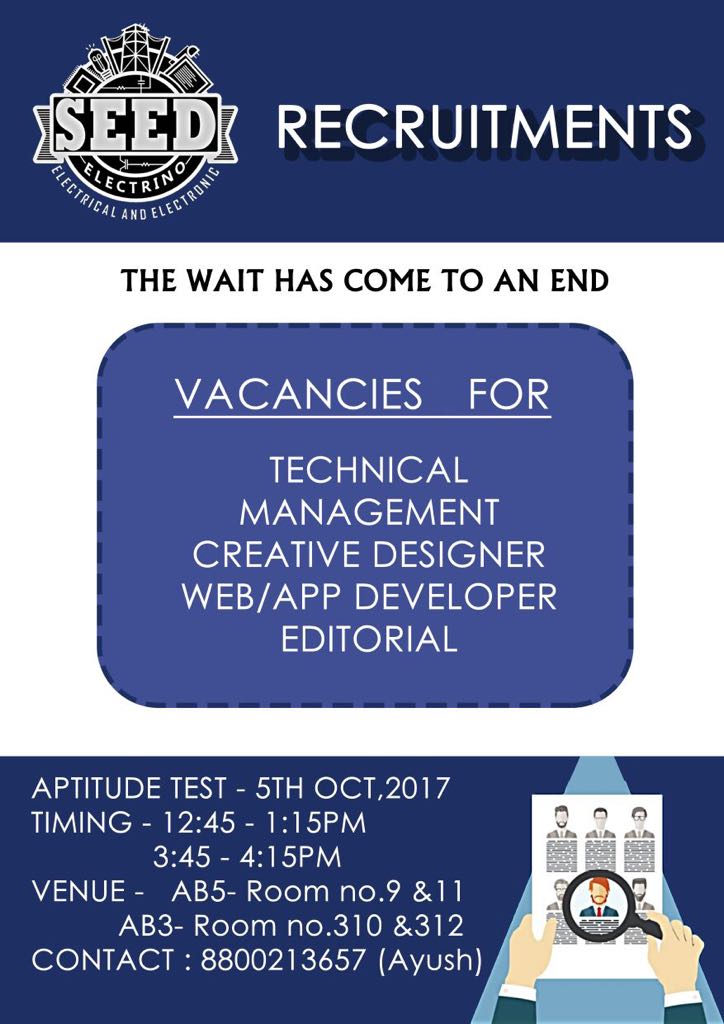 SEED
ELECTRINO
ELECTRICAL AND ELECTRONIC
RECRUITMENTS
THE WAIT HAS COME TO AN END
VACANCIES FOR
TECHNICAL
MANAGEMENT
CREATIVE DESIGNER
WEB/APP DEVELOPER
EDITORIAL
APTITUDE TEST - 5TH OCT,2017
TIMING - 12:45 - 1:15PM
3:45 - 4:15PM
VENUE - AB5- Room no.9 &11
AB3- Room no.310 &312
CONTACT : 8800213657 (Ayush)